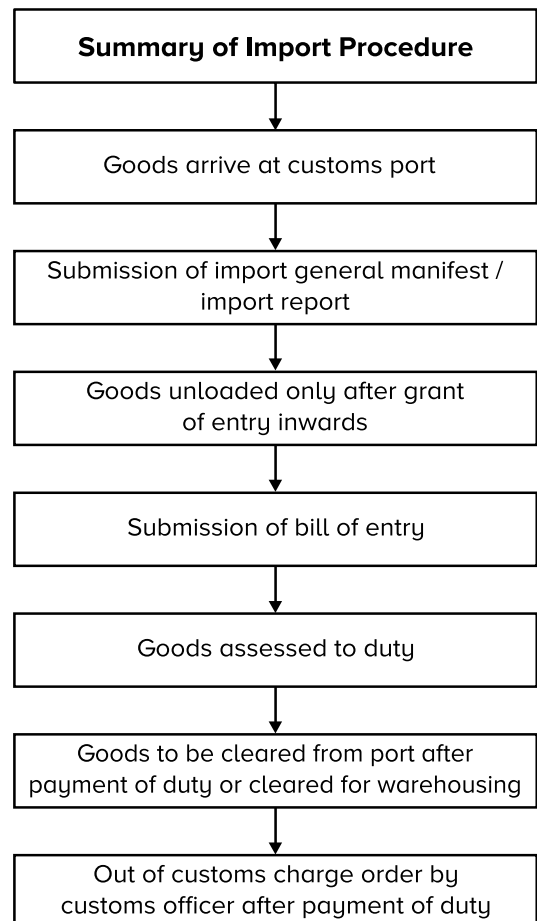 Summary of Import Procedure
Goods arrive at customs port
Submission of import general manifest /
import report
Goods unloaded only after grant
of entry inwards
Submission of bill of entry
Goods assessed to duty
Goods to be cleared from port after
payment of duty or cleared for warehousing
Out of customs charge order by
customs officer after payment of duty